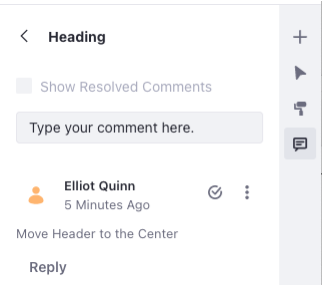 Heading
Show Resolved Comments
Type your comment here.
Elliot Quinn
5 Minutes Ago
Move Header to the Center
Reply